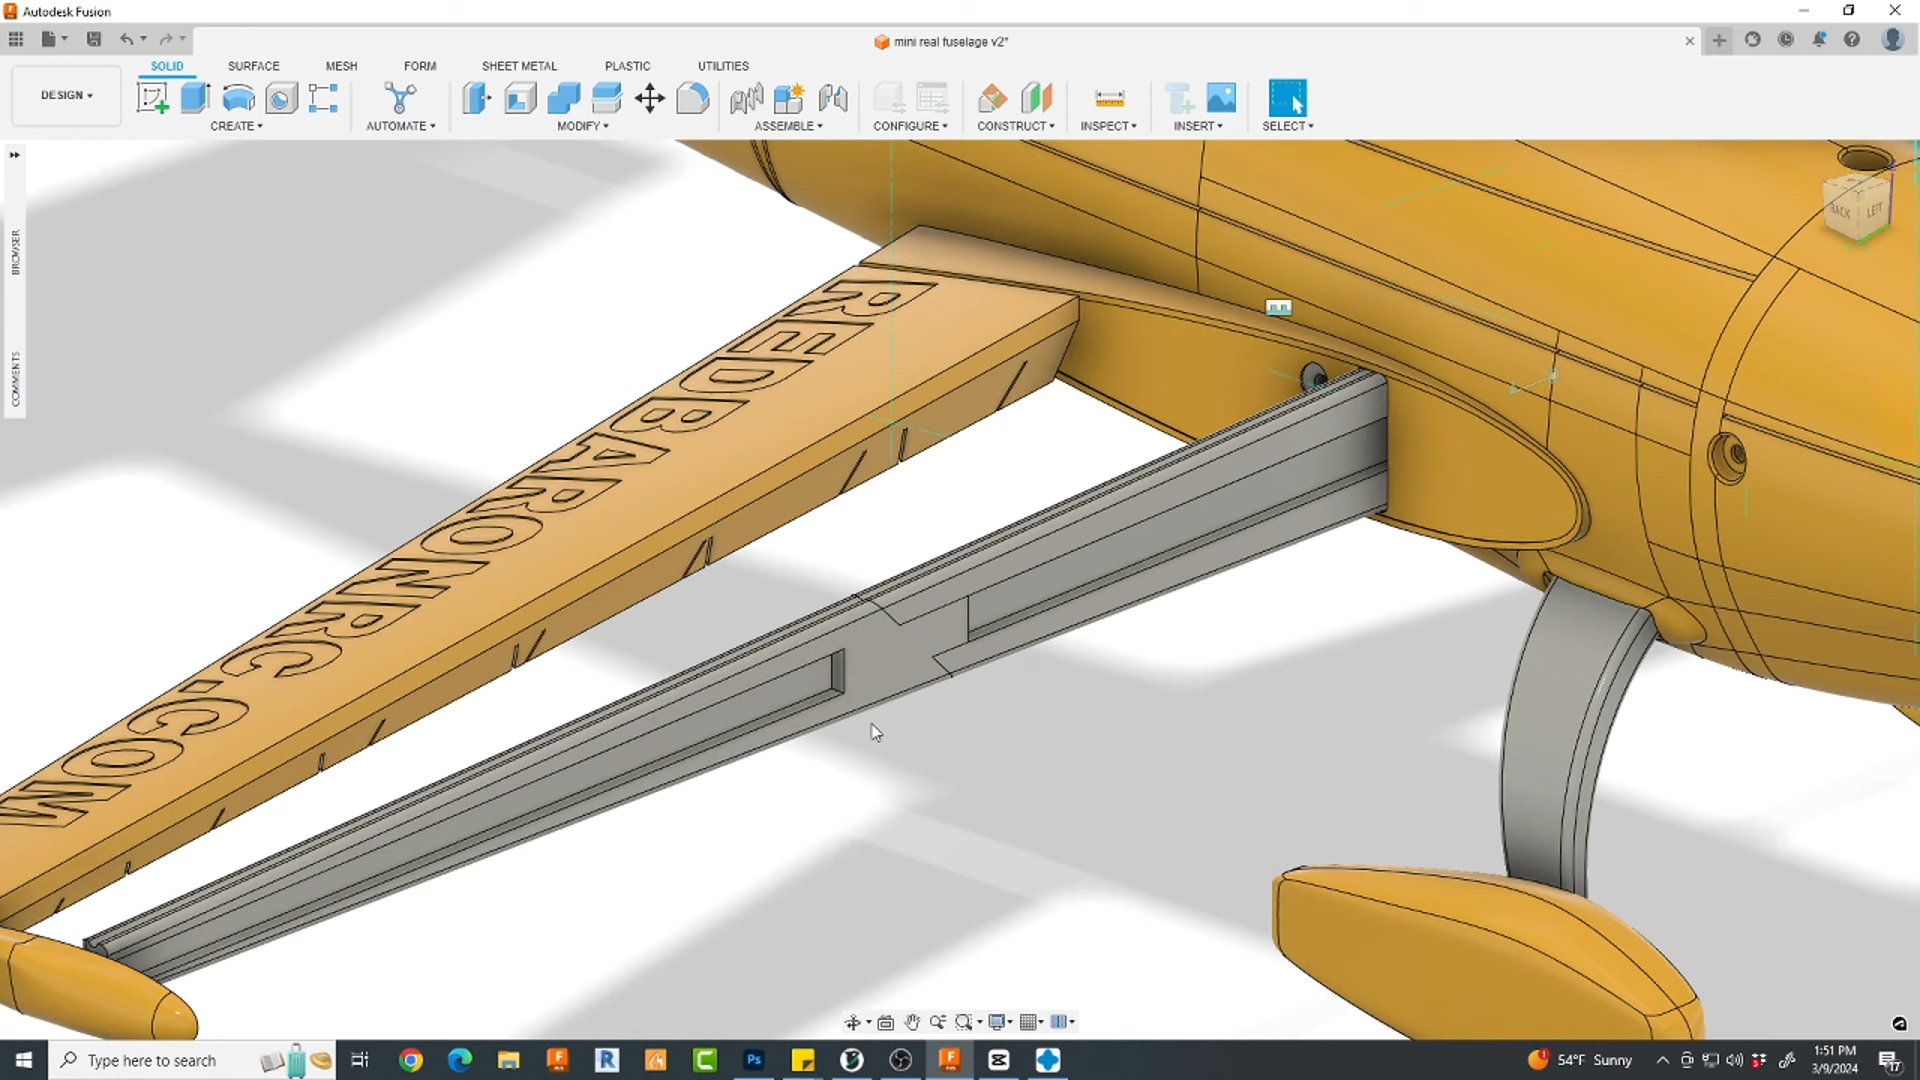 Autodesk Fusion
mini real fuselage v2*
DESIGN
SOLID SURFACE MESH FORM SHEET METAL PLASTIC UTILITIES
CREATE AUTOMATE MODIFY ASSEMBLE CONFIGURE CONSTRUCT INSPECT INSERT SELECT
BROWSER
COMMENTS
BACK LEFT
REDBARONRC.COM
Type here to search
Ps
54°F Sunny
1:51 PM
3/9/2024
17